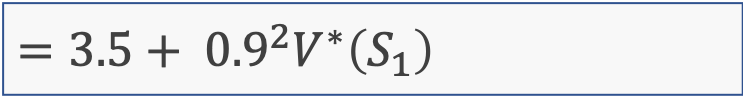 = 3.5 + 0.9²V*(S₁)